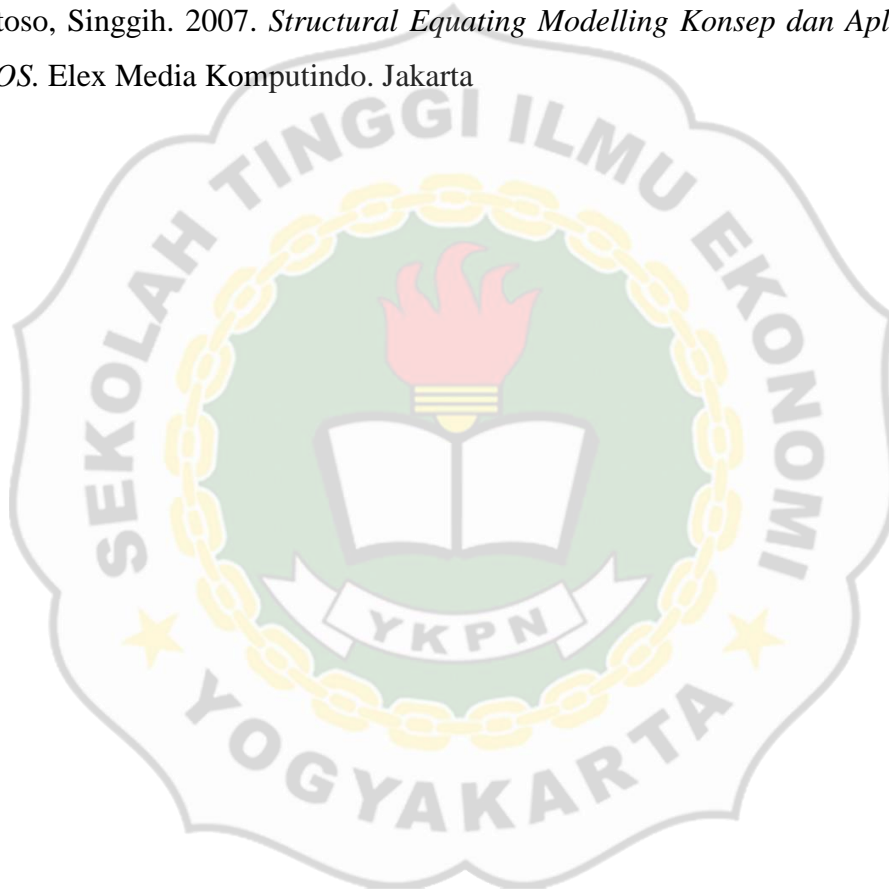 toso, Singgih. 2007. Structural Equating Modelling Konsep dan Apl
OS. Elex Media Komputindo. Jakarta
SEKOLAH TINGGI ILMU EKONOMI
YKPN
YOGYAKARTA